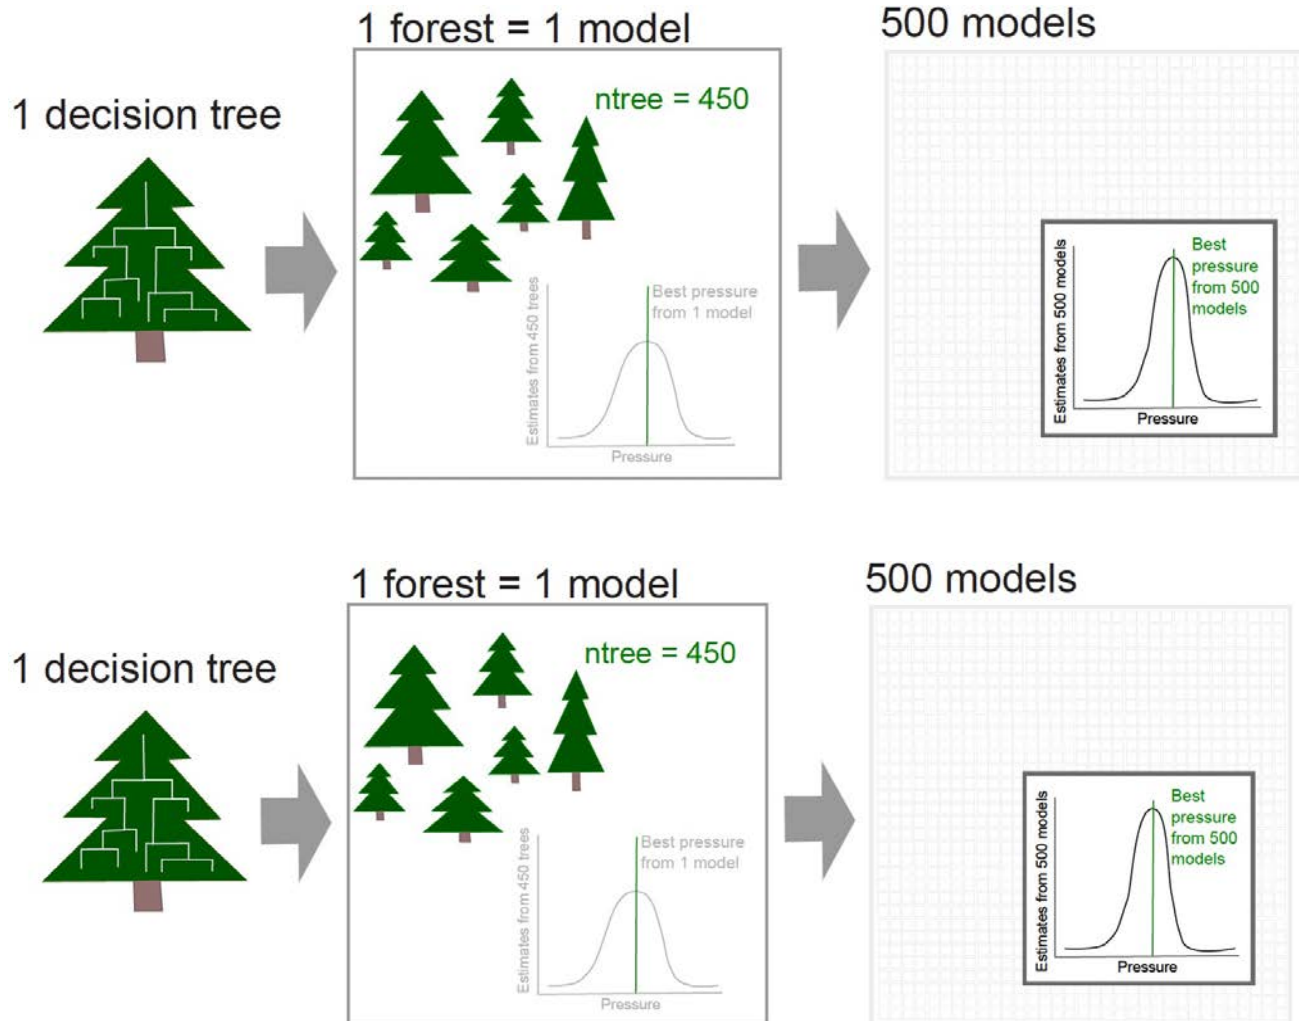 1 forest = 1 model
500 models
1 decision tree
ntree = 450
Estimates from 450 trees
Best pressure
from 1 model
Pressure
Estimates from 500 models
Best
pressure
from 500
models
Pressure
1 forest = 1 model
500 models
1 decision tree
ntree = 450
Estimates from 450 trees
Best pressure
from 1 model
Pressure
Estimates from 500 models
Best
pressure
from 500
models
Pressure